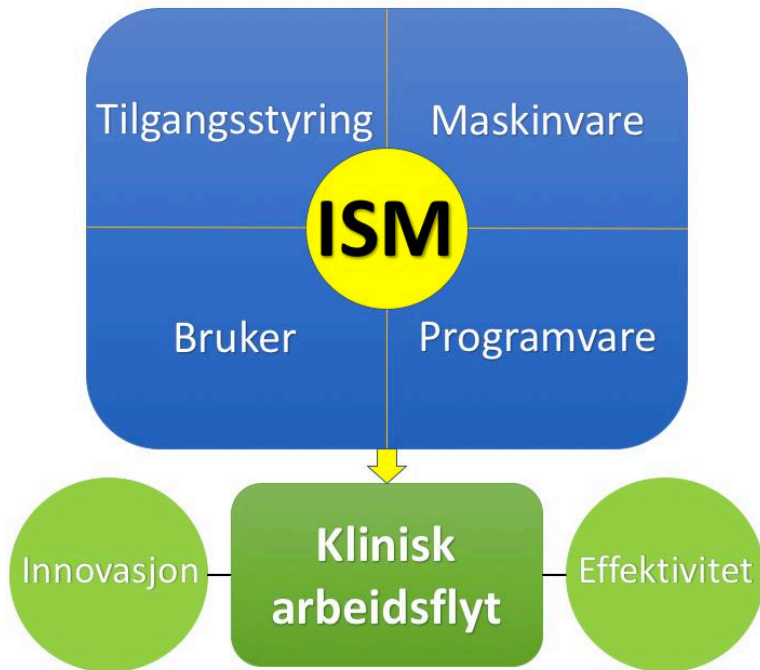 Tilgangsstyring
Maskinvare
ISM
Bruker
Programvare
Innovasjon
Klinisk
arbeidsflyt
Effektivitet